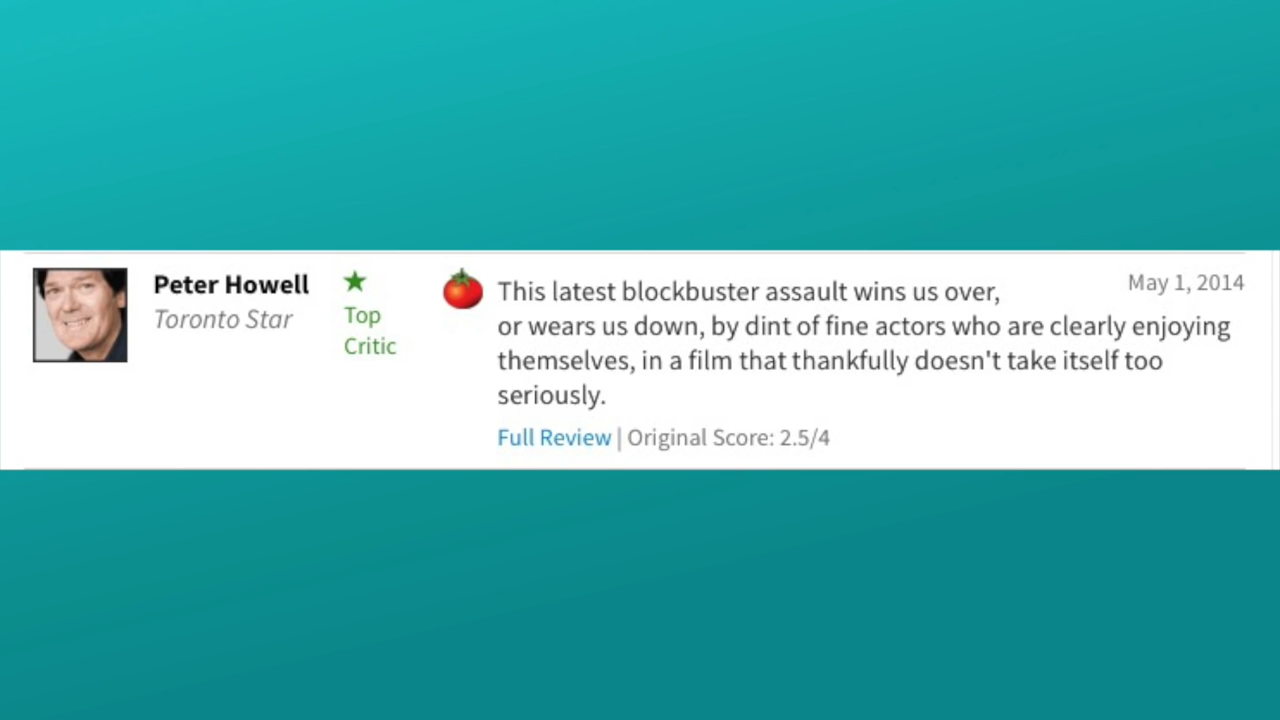 Peter Howell
Toronto Star
Top
Critic
This latest blockbuster assault wins us over,
or wears us down, by dint of fine actors who are clearly enjoying
themselves, in a film that thankfully doesn't take itself too
seriously.
Full Review | Original Score: 2.5/4
May 1, 2014